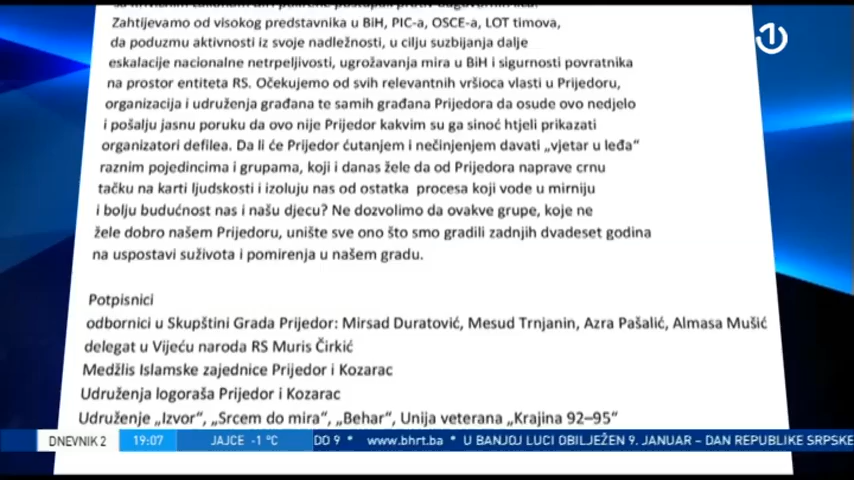 Zahtijevamo od visokog predstavnika u BiH, PIC-a, OSCE-a, LOT timova,
da poduzmu aktivnosti iz svoje nadležnosti, u cilju suzbijanja dalje
eskalacije nacionalne netrpeljivosti, ugrožavanja mira u BiH i sigurnosti povratnika
na prostor entiteta RS. Očekujemo od svih relevantnih vršioca vlasti u Prijedoru,
organizacija i udruženja građana te samih građana Prijedora da osude ovo nedjelo
i pošalju jasnu poruku da ovo nije Prijedor kakvim su ga sinoć htjeli prikazati
organizatori defilea. Da li će Prijedor ćutanjem i nečinjenjem davati „vjetar u leđa“
raznim pojedincima i grupama, koji i danas žele da od Prijedora naprave crnu
tačku na karti ljudskosti i izoluju nas od ostatka procesa koji vode u mirniju
i bolju budućnost nas i našu djecu? Ne dozvolimo da ovakve grupe, koje ne
žele dobro našem Prijedoru, unište sve ono što smo gradili zadnjih dvadeset godina
na uspostavi suživota i pomirenja u našem gradu.
Potpisnici
odbornici u Skupštini Grada Prijedor: Mirsad Duratović, Mesud Trnjanin, Azra Pašalić, Almasa Mušić
delegat u Vijeću naroda RS Muris Čirkić
Medžlis Islamske zajednice Prijedor i Kozarac
Udruženja logoraša Prijedor i Kozarac
Udruženje „Izvor“, „Srcem do mira“, „Behar“, Unija veterana „Krajina 92–95“
DNEVNIK 2 19:07 JAJCE -1 °C DO 9 * www.bhrt.ba * U BANJOJ LUCI OBILJEŽEN 9. JANUAR – DAN REPUBLIKE SRPSKE